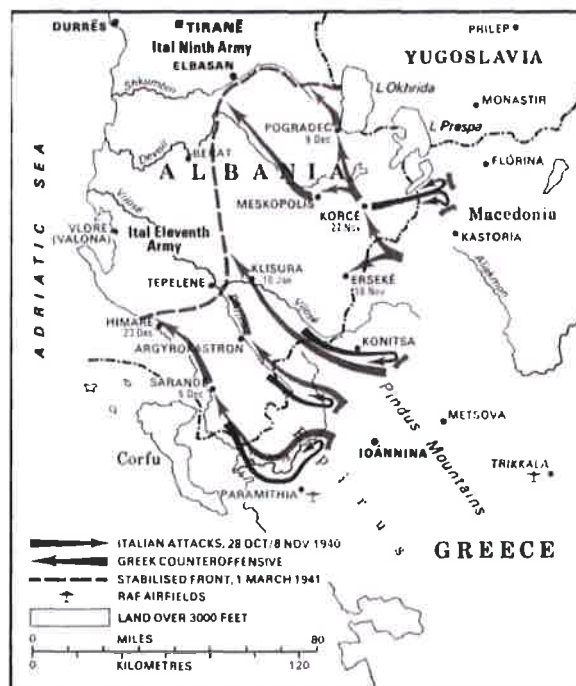 DURRËS
TIRANË
Ital Ninth Army
ELBASAN
PHILEP
YUGOSLAVIA
Shkumbin
L Okhrida
MONASTIR
POGRADEC
9 Dec
L Prespa
Devoli
BERAT
ALBANIA
FLÓRINA
MESKOPOLIS
KORCË
22 Nov
Macedonia
KASTORIA
ADRIATIC SEA
Vijosë
VLORË
(VALONA)
Ital Eleventh
Army
KLISURA
10 Jan
ERSEKË
Aliakmon
TEPELENË
Vijosë
HIMARË
23 Dec
KONITSA
ARGYROKASTRON
SARANDË
5 Dec
Pindus Mountains
METSOVA
Corfu
Epirus
IOÁNNINA
TRIKKALA
PARAMITHIA
GREECE
ITALIAN ATTACKS, 28 OCT/8 NOV 1940
GREEK COUNTEROFFENSIVE
STABILISED FRONT, 1 MARCH 1941
RAF AIRFIELDS
LAND OVER 3000 FEET
0 MILES 80
0 KILOMETRES 120